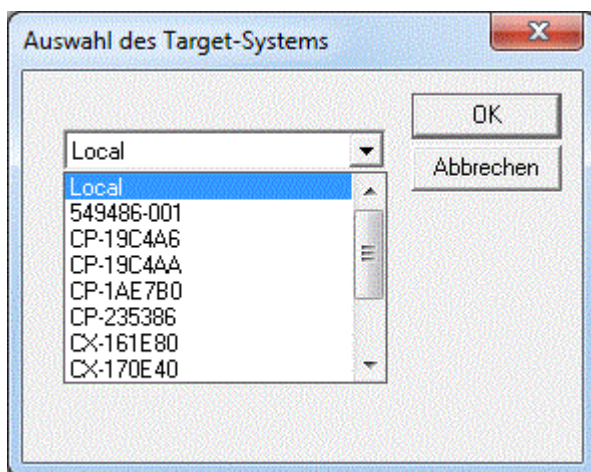 Auswahl des Target-Systems
OK
Local
Abbrechen
Local
549486-001
CP-19C4A6
CP-19C4AA
CP-1AE7B0
CP-235386
CX-161E80
CX-170E40